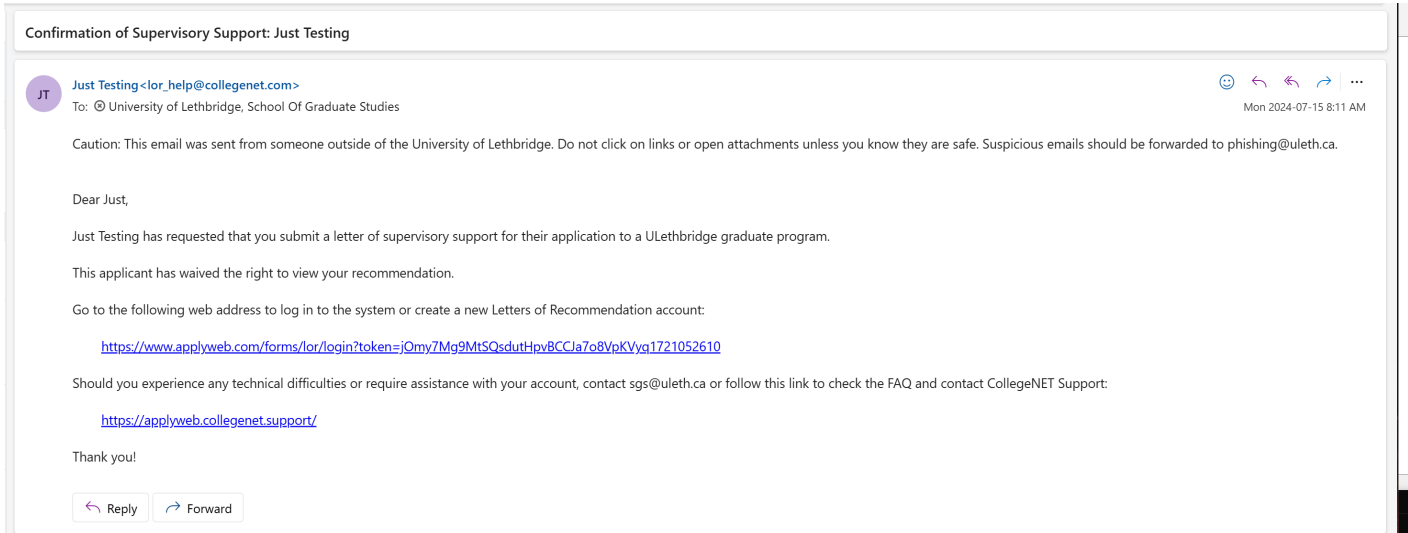 Confirmation of Supervisory Support: Just Testing
JT
Just Testing<lor_help@collegenet.com>
To: University of Lethbridge, School Of Graduate Studies
Mon 2024-07-15 8:11 AM
Caution: This email was sent from someone outside of the University of Lethbridge. Do not click on links or open attachments unless you know they are safe. Suspicious emails should be forwarded to phishing@uleth.ca.
Dear Just,
Just Testing has requested that you submit a letter of supervisory support for their application to a ULethbridge graduate program.
This applicant has waived the right to view your recommendation.
Go to the following web address to log in to the system or create a new Letters of Recommendation account:
https://www.applyweb.com/forms/lor/login?token=jOmy7Mg9MtSQsdutHpvBCCJa7o8VpKVyq1721052610
Should you experience any technical difficulties or require assistance with your account, contact sgs@uleth.ca or follow this link to check the FAQ and contact CollegeNET Support:
https://applyweb.collegenet.support/
Thank you!
Reply
Forward